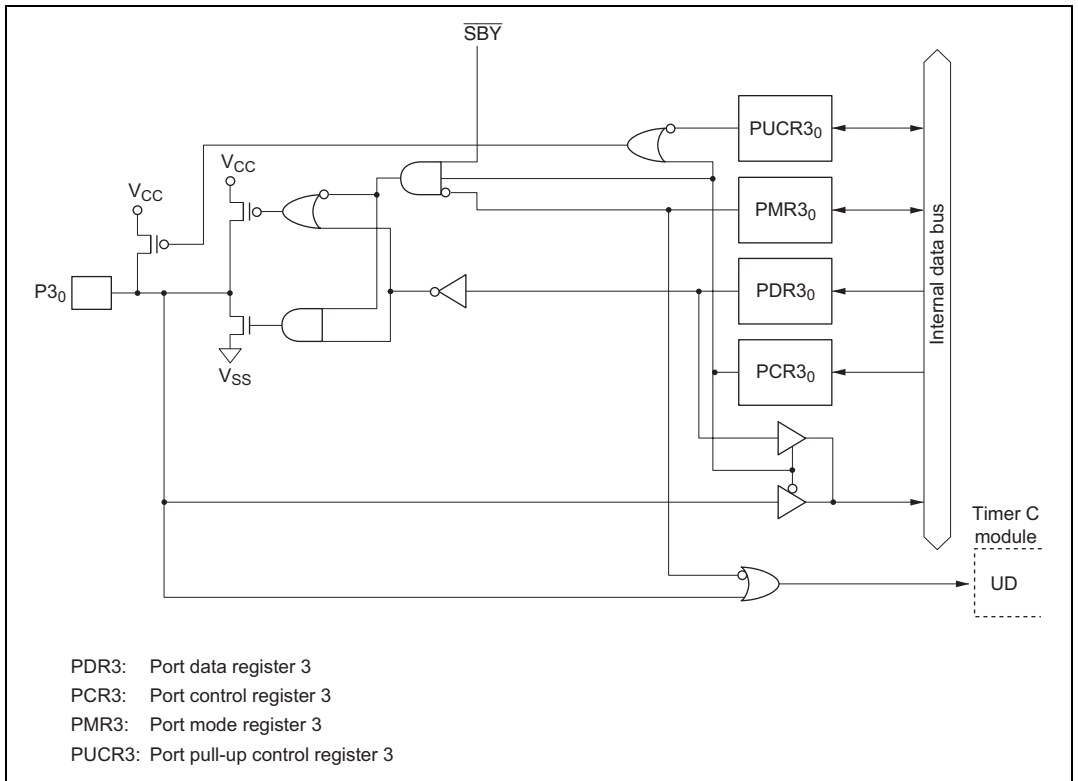 S̅B̅Y̅
PUCR3₀
V_CC
V_CC
PMR3₀
P3₀
PDR3₀
Internal data bus
V_SS
PCR3₀
Timer C
module
UD
PDR3: Port data register 3
PCR3: Port control register 3
PMR3: Port mode register 3
PUCR3: Port pull-up control register 3